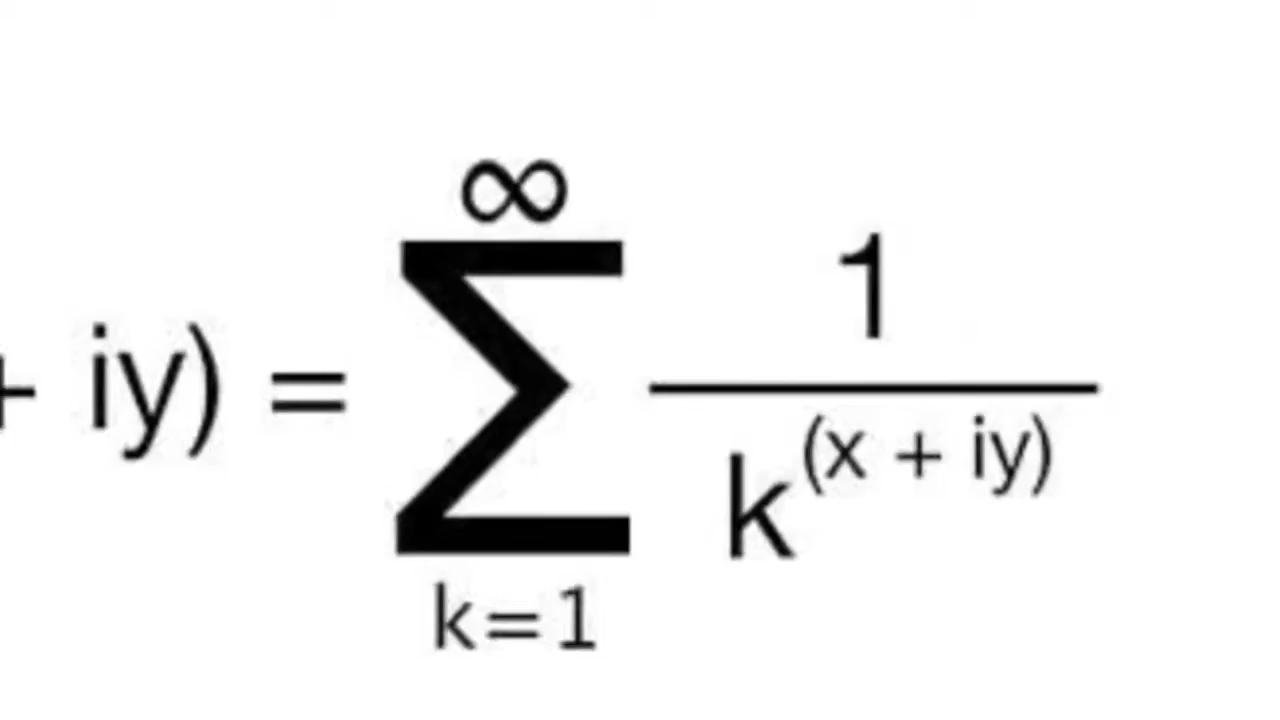 ∞
+ iy) = ∑ 1
k^(x + iy)
k=1